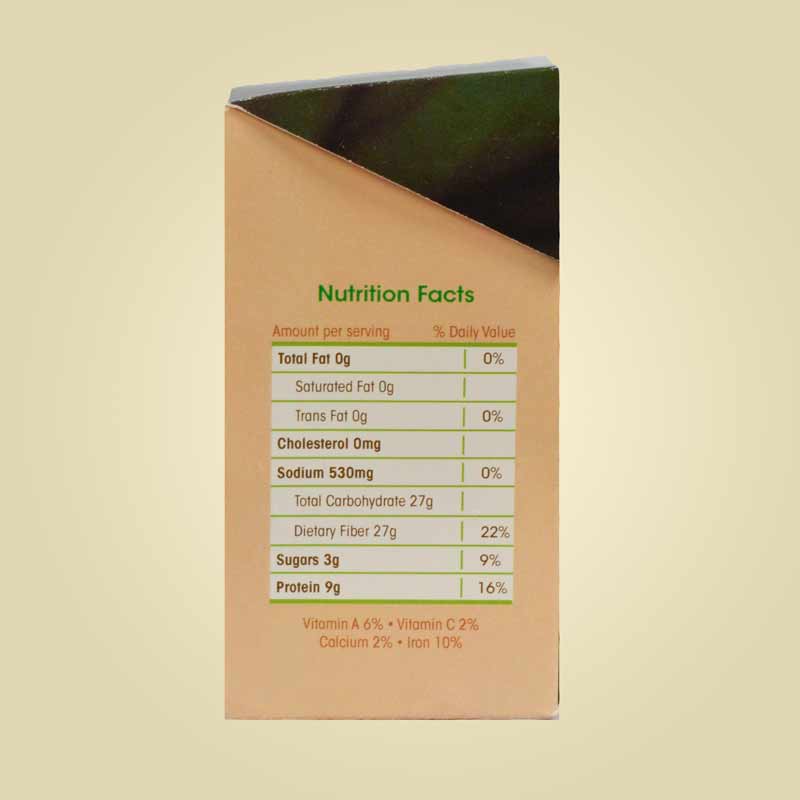 Nutrition Facts
Amount per serving % Daily Value
Total Fat 0g 0%
Saturated Fat 0g
Trans Fat 0g 0%
Cholesterol 0mg
Sodium 530mg 0%
Total Carbohydrate 27g
Dietary Fiber 27g 22%
Sugars 3g 9%
Protein 9g 16%
Vitamin A 6% • Vitamin C 2%
Calcium 2% • Iron 10%